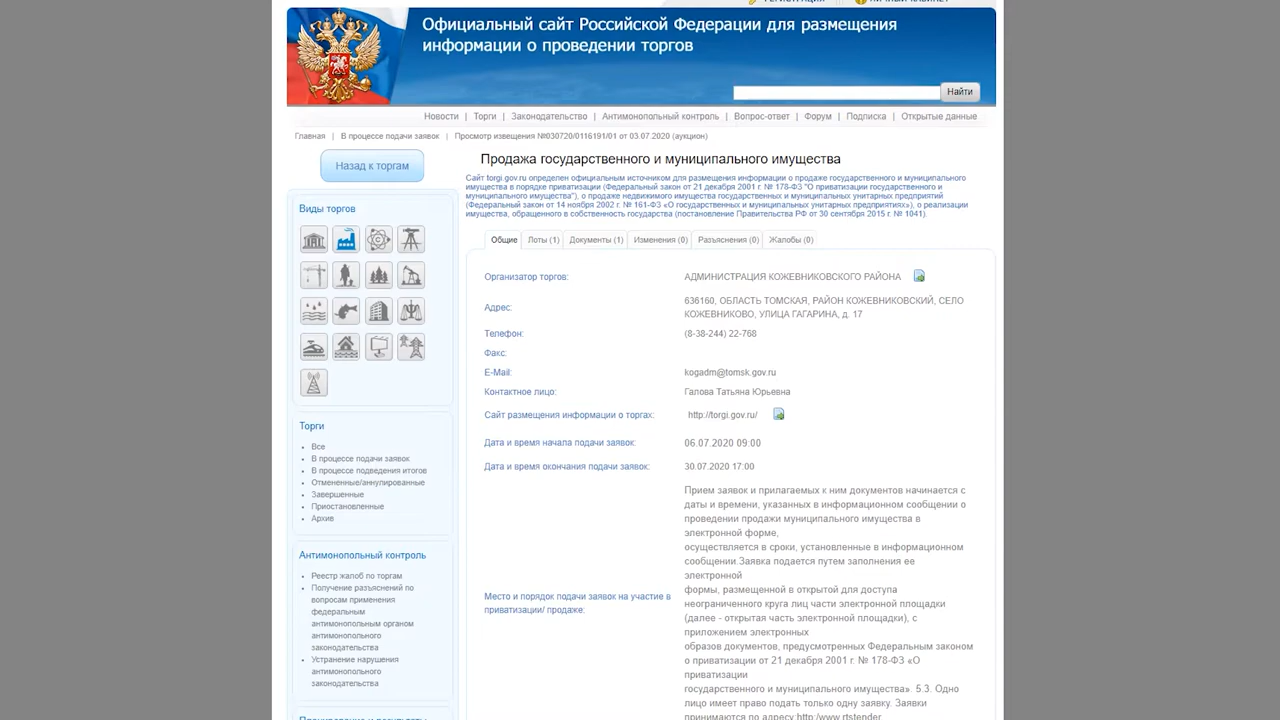 РЕГИСТРАЦИЯ ЛИЧНЫЙ КАБИНЕТ
Официальный сайт Российской Федерации для размещения
информации о проведении торгов
Найти
Новости | Торги | Законодательство | Антимонопольный контроль | Вопрос-ответ | Форум | Подписка | Открытые данные
Главная | В процессе подачи заявок | Просмотр извещения №030720/0116191/01 от 03.07.2020 (аукцион)
Назад к торгам
Виды торгов
Торги
Все
В процессе подачи заявок
В процессе подведения итогов
Отмененные/аннулированные
Завершенные
Приостановленные
Архив
Антимонопольный контроль
Реестр жалоб по торгам
Получение разъяснений по
вопросам применения
федеральным
антимонопольным органом
антимонопольного
законодательства
Устранение нарушения
антимонопольного
законодательства
Продажа государственного и муниципального имущества
Сайт torgi.gov.ru определен официальным источником для размещения информации о продаже государственного и муниципального
имущества в порядке приватизации (Федеральный закон от 21 декабря 2001 г. № 178-ФЗ "О приватизации государственного и
муниципального имущества"), о продаже недвижимого имущества государственных и муниципальных унитарных предприятий
(Федеральный закон от 14 ноября 2002 г. № 161-ФЗ «О государственных и муниципальных унитарных предприятиях»), о реализации
имущества, обращенного в собственность государства (постановление Правительства РФ от 30 сентября 2015 г. № 1041).
Общие Лоты (1) Документы (1) Изменения (0) Разъяснения (0) Жалобы (0)
Организатор торгов: АДМИНИСТРАЦИЯ КОЖЕВНИКОВСКОГО РАЙОНА
Адрес: 636160, ОБЛАСТЬ ТОМСКАЯ, РАЙОН КОЖЕВНИКОВСКИЙ, СЕЛО
КОЖЕВНИКОВО, УЛИЦА ГАГАРИНА, д. 17
Телефон: (8-38-244) 22-768
Факс:
E-Mail: kogadm@tomsk.gov.ru
Контактное лицо: Галова Татьяна Юрьевна
Сайт размещения информации о торгах: http://torgi.gov.ru/
Дата и время начала подачи заявок: 06.07.2020 09:00
Дата и время окончания подачи заявок: 30.07.2020 17:00
Место и порядок подачи заявок на участие в
приватизации/ продаже:
Прием заявок и прилагаемых к ним документов начинается с
даты и времени, указанных в информационном сообщении о
проведении продажи муниципального имущества в
электронной форме,
осуществляется в сроки, установленные в информационном
сообщении.Заявка подается путем заполнения ее
электронной
формы, размещенной в открытой для доступа
неограниченного круга лиц части электронной площадки
(далее - открытая часть электронной площадки), с
приложением электронных
образов документов, предусмотренных Федеральным законом
о приватизации от 21 декабря 2001 г. № 178-ФЗ «О
приватизации
государственного и муниципального имущества». 5.3. Одно
лицо имеет право подать только одну заявку. Заявки
принимаются по адресу:http:/www.rtstender.